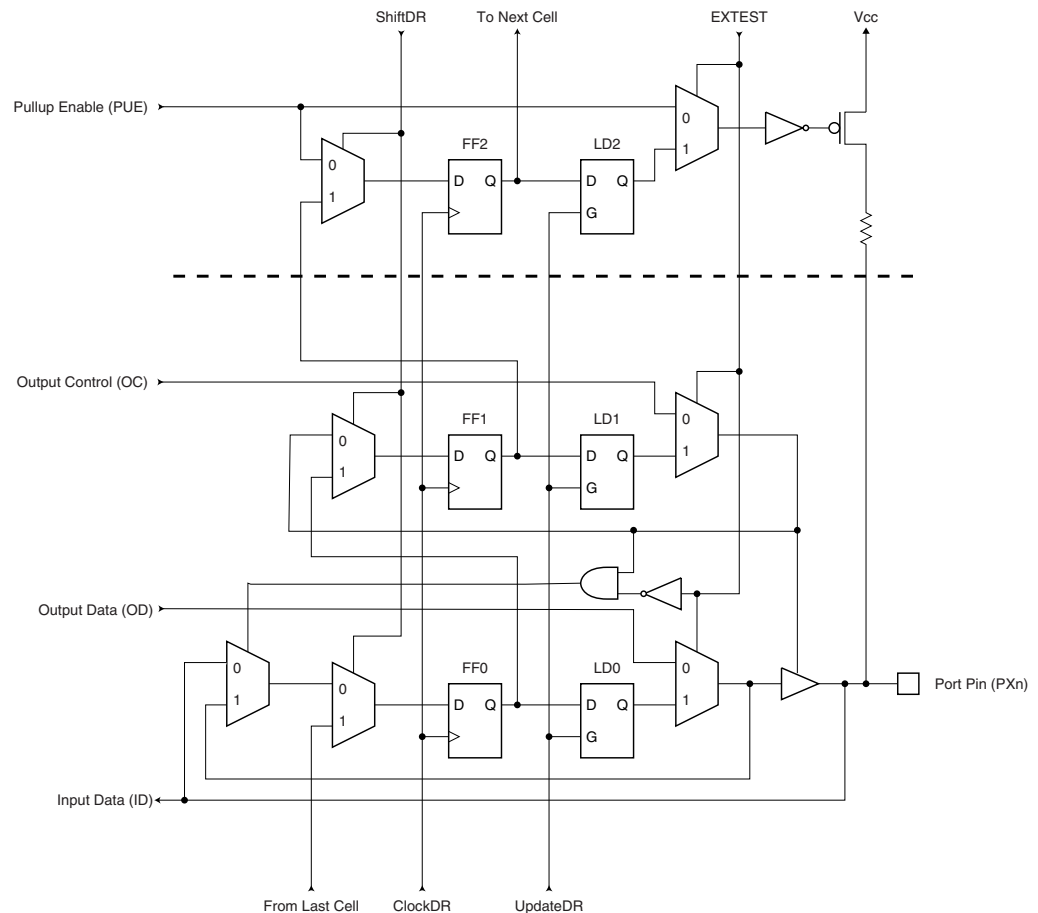 ShiftDR To Next Cell EXTEST Vcc
Pullup Enable (PUE)
0
FF2 LD2
1
0
D Q D Q
1
G
Output Control (OC)
0
FF1 LD1
0
1
D Q D Q
1
G
Output Data (OD)
FF0 LD0
0
0
0
Port Pin (PXn)
1
D Q D Q
1
1
G
Input Data (ID)
From Last Cell ClockDR UpdateDR